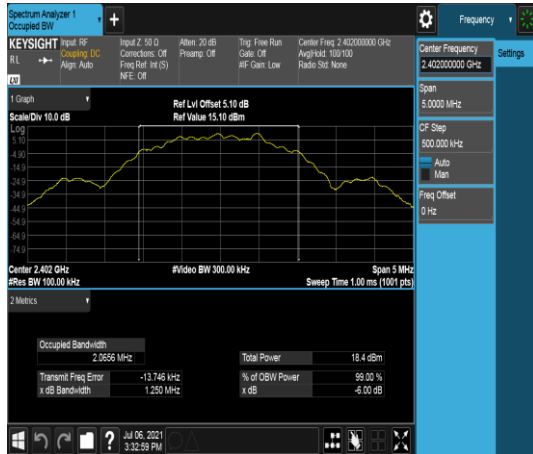 Spectrum Analyzer 1
Occupied BW
Frequency
KEYSIGHT
Input: RF
Coupling: DC
Align: Auto
Input Z: 50 Ω
Corrections: Off
Freq Ref: Int (S)
NFE: Off
Atten: 20 dB
Preamp: Off
Trig: Free Run
Gate: Off
#IF Gain: Low
Center Freq: 2.402000000 GHz
Avg|Hold: 100/100
Radio Std: None
RL
LXI
1 Graph
Scale/Div 10.0 dB
Ref Lvl Offset 5.10 dB
Ref Value 15.10 dBm
Log
5.10
-4.90
-14.9
-24.9
-34.9
-44.9
-54.9
-64.9
-74.9
Center 2.402 GHz
#Res BW 100.00 kHz
#Video BW 300.00 kHz
Span 5 MHz
Sweep Time 1.00 ms (1001 pts)
2 Metrics
Occupied Bandwidth
2.0656 MHz
Total Power 18.4 dBm
Transmit Freq Error -13.746 kHz
% of OBW Power 99.00 %
x dB Bandwidth 1.250 MHz
x dB -6.00 dB
Jul 06, 2021
3:32:59 PM
Center Frequency
2.402000000 GHz
Settings
Span
5.0000 MHz
CF Step
500.000 kHz
Auto
Man
Freq Offset
0 Hz